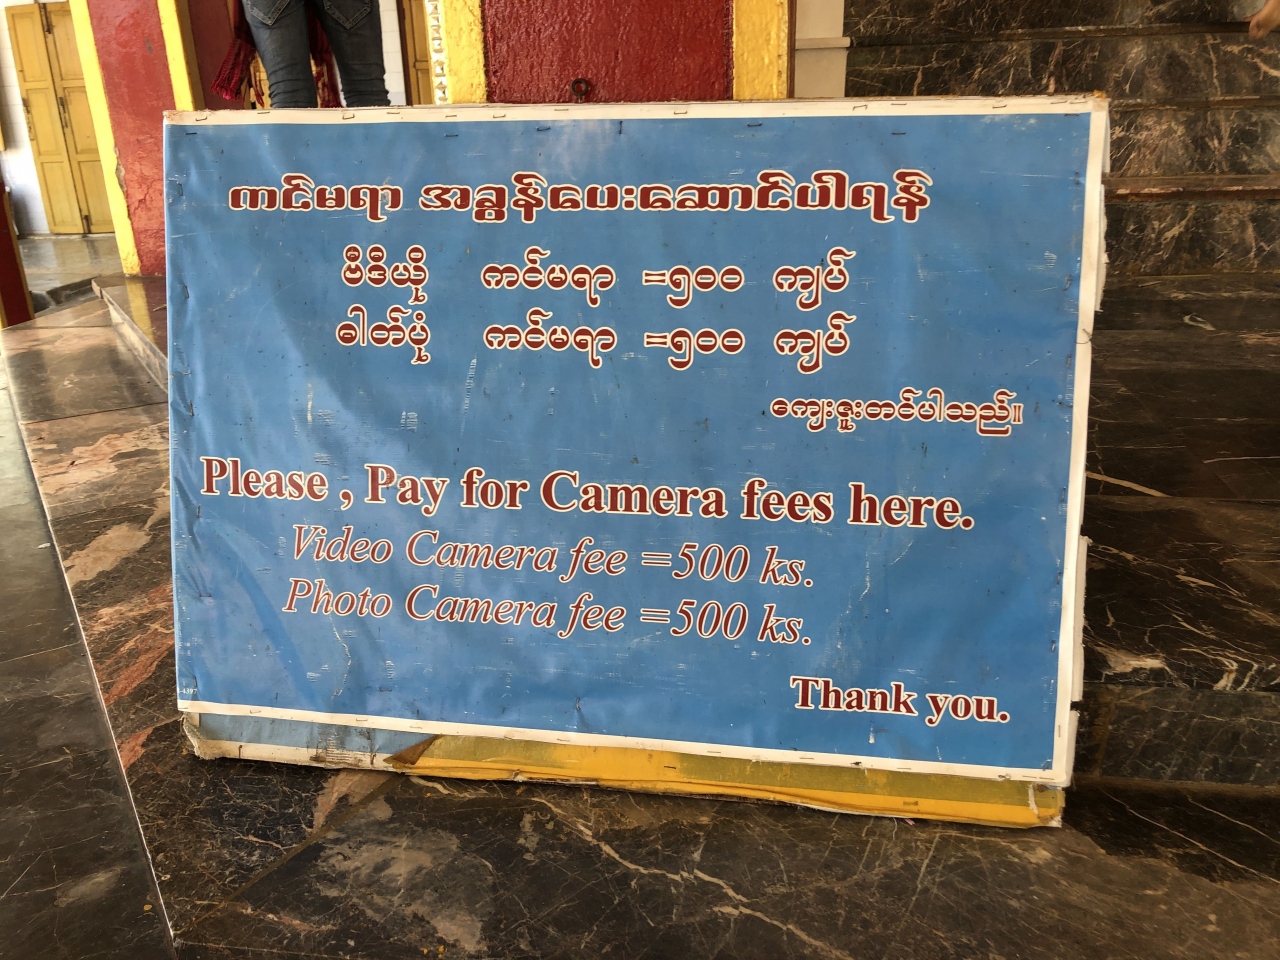 ကင်မရာ အခွန်ပေးဆောင်ပါရန်
ဗီဒီယို ကင်မရာ =၅၀၀ ကျပ်
ဓါတ်ပုံ ကင်မရာ =၅၀၀ ကျပ်
ကျေးဇူးတင်ပါသည်။
Please , Pay for Camera fees here.
Video Camera fee =500 ks.
Photo Camera fee =500 ks.
Thank you.